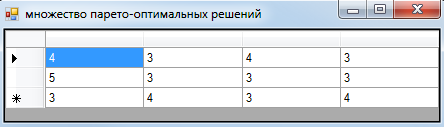 множество парето-оптимальных решений
4 3 4 3
5 3 3 3
3 4 3 4